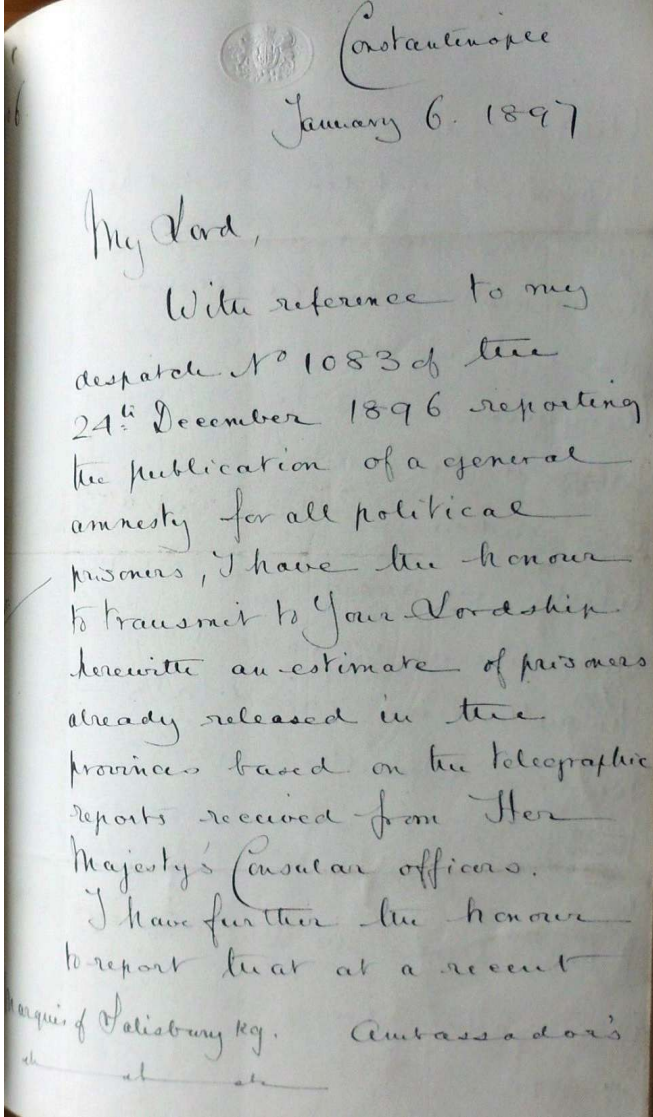 Constantinople
January 6. 1897
My Lord,
With reference to my
despatch No 1083 of the
24th December 1896 reporting
the publication of a general
amnesty for all political
prisoners, I have the honour
to transmit to Your Lordship
herewith an estimate of prisoners
already released in the
provinces based on the telegraphic
reports received from Her
Majesty's Consular officers.
I have further the honour
to report that at a recent
Marquis of Salisbury KG.
Ambassador's
etc etc etc